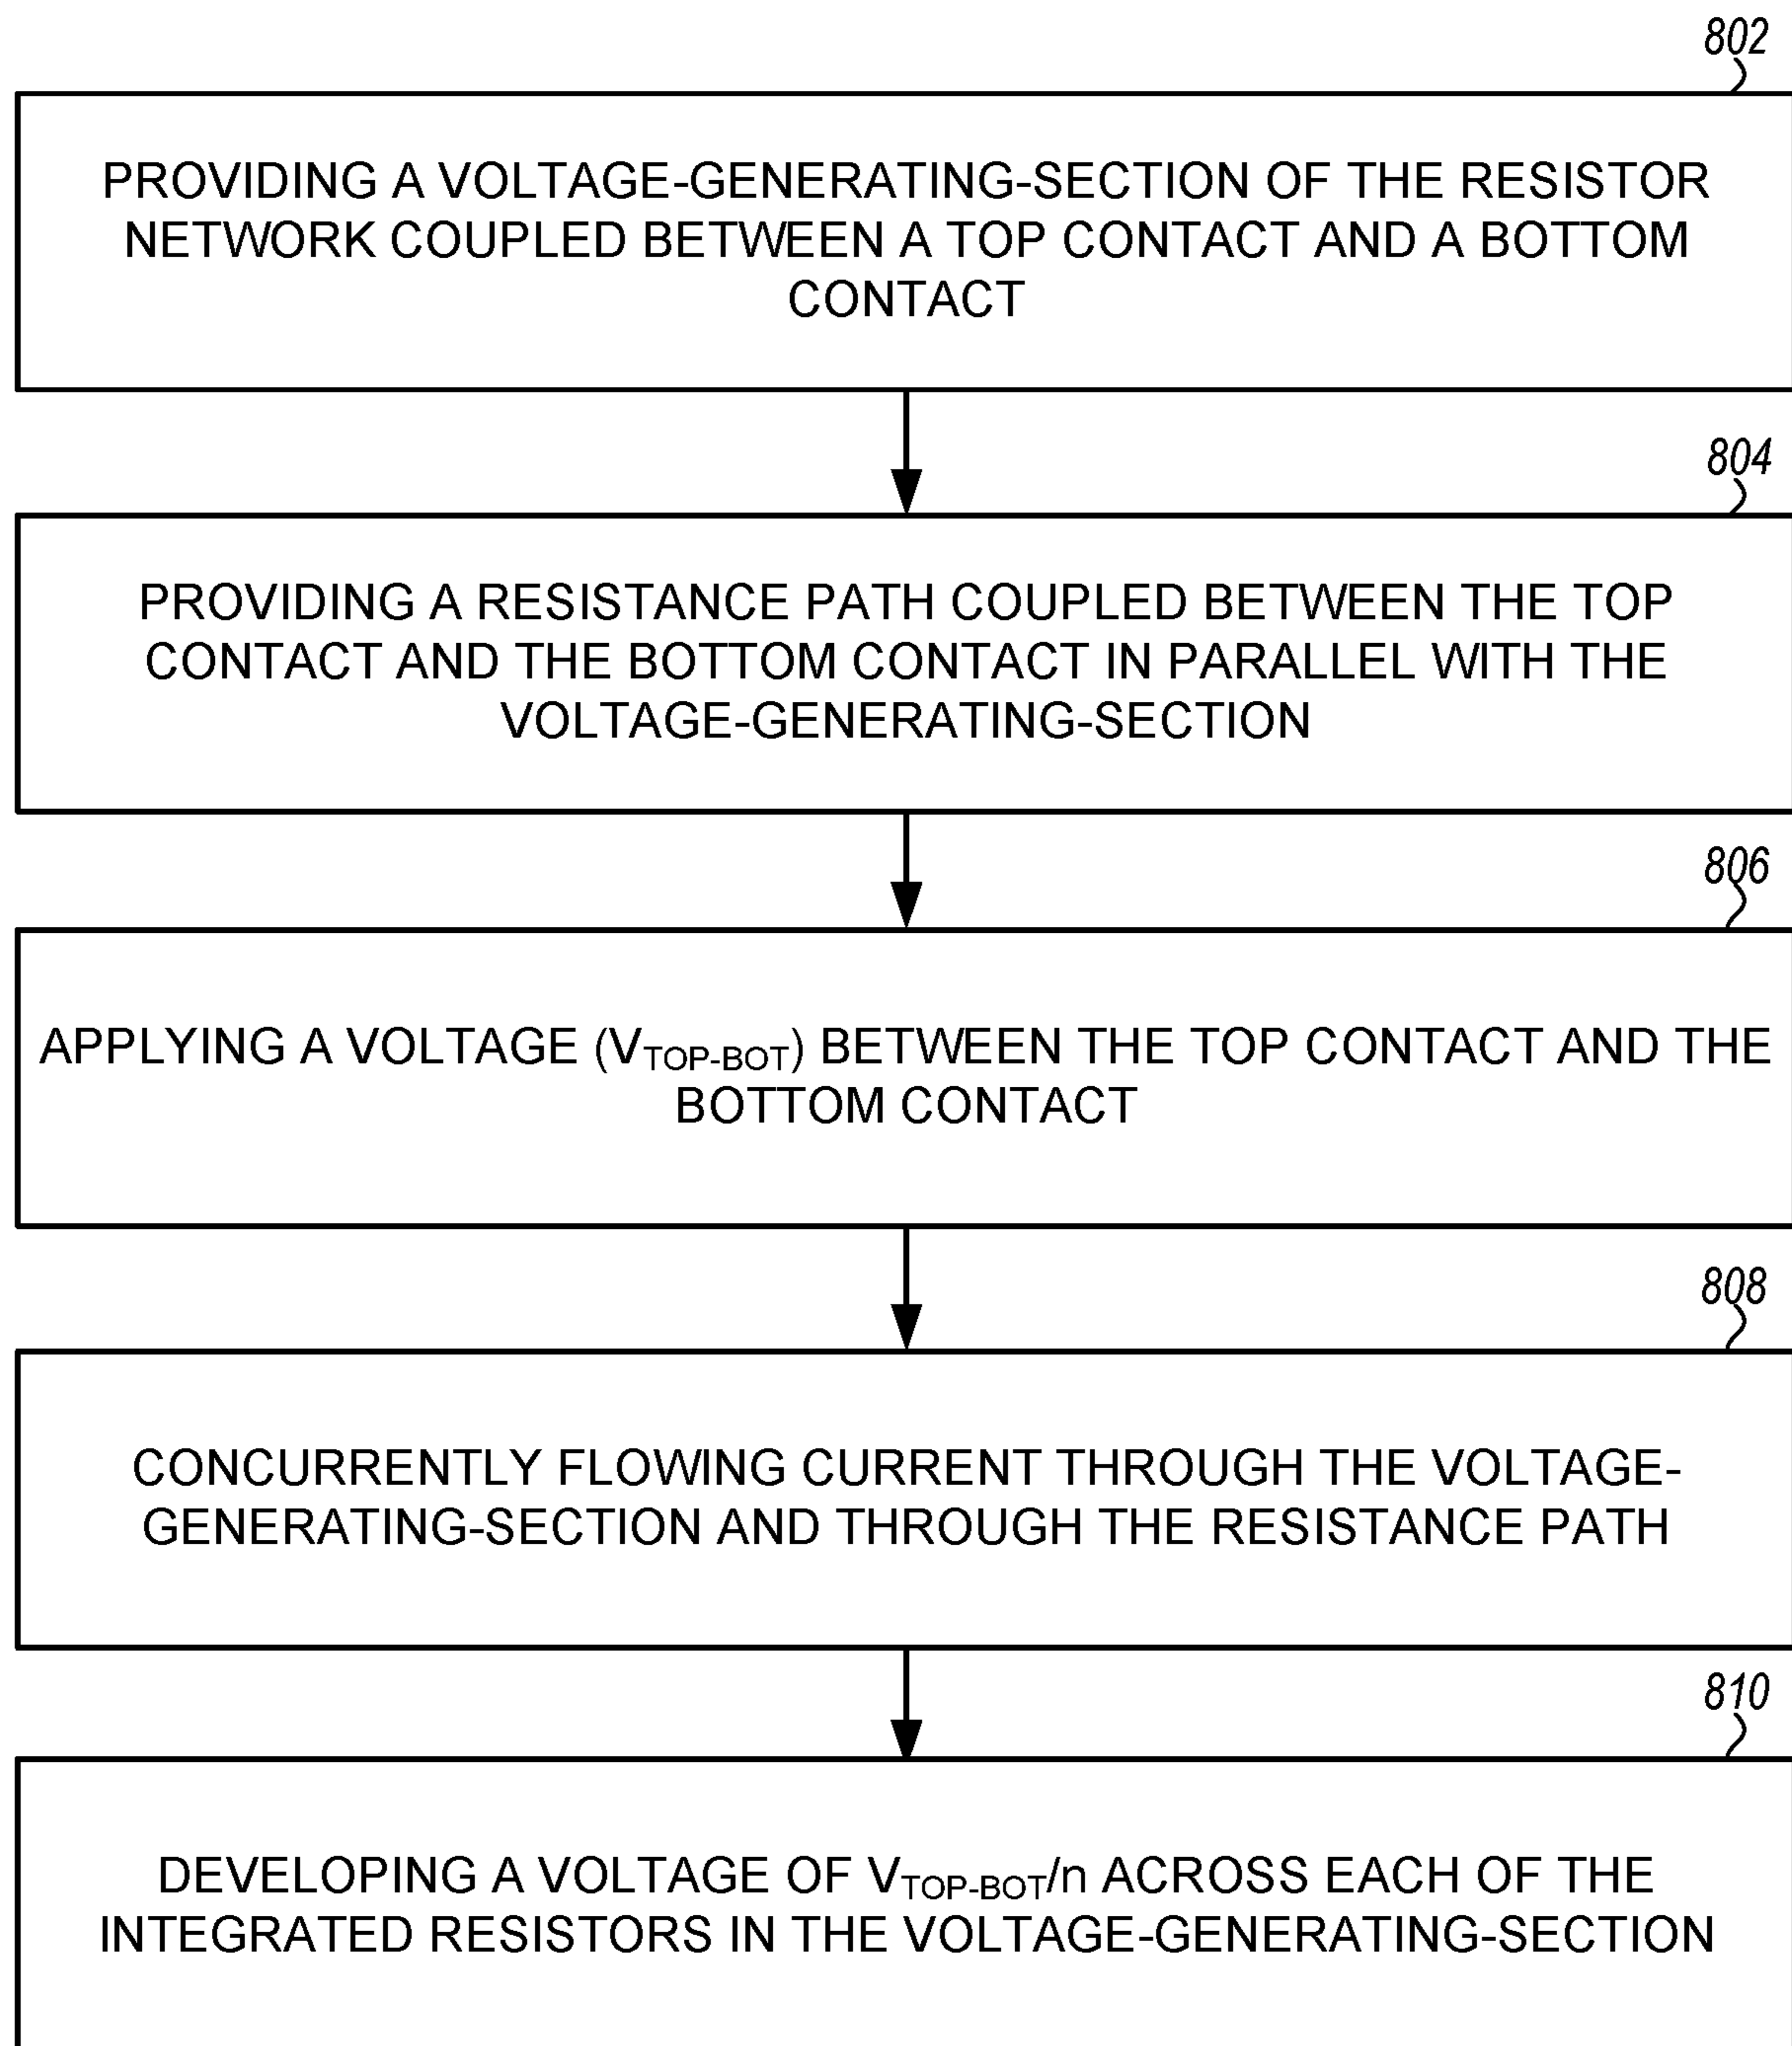 802
PROVIDING A VOLTAGE-GENERATING-SECTION OF THE RESISTOR
NETWORK COUPLED BETWEEN A TOP CONTACT AND A BOTTOM
CONTACT
804
PROVIDING A RESISTANCE PATH COUPLED BETWEEN THE TOP
CONTACT AND THE BOTTOM CONTACT IN PARALLEL WITH THE
VOLTAGE-GENERATING-SECTION
806
APPLYING A VOLTAGE (VTOP-BOT) BETWEEN THE TOP CONTACT AND THE
BOTTOM CONTACT
808
CONCURRENTLY FLOWING CURRENT THROUGH THE VOLTAGE-
GENERATING-SECTION AND THROUGH THE RESISTANCE PATH
810
DEVELOPING A VOLTAGE OF VTOP-BOT/n ACROSS EACH OF THE
INTEGRATED RESISTORS IN THE VOLTAGE-GENERATING-SECTION